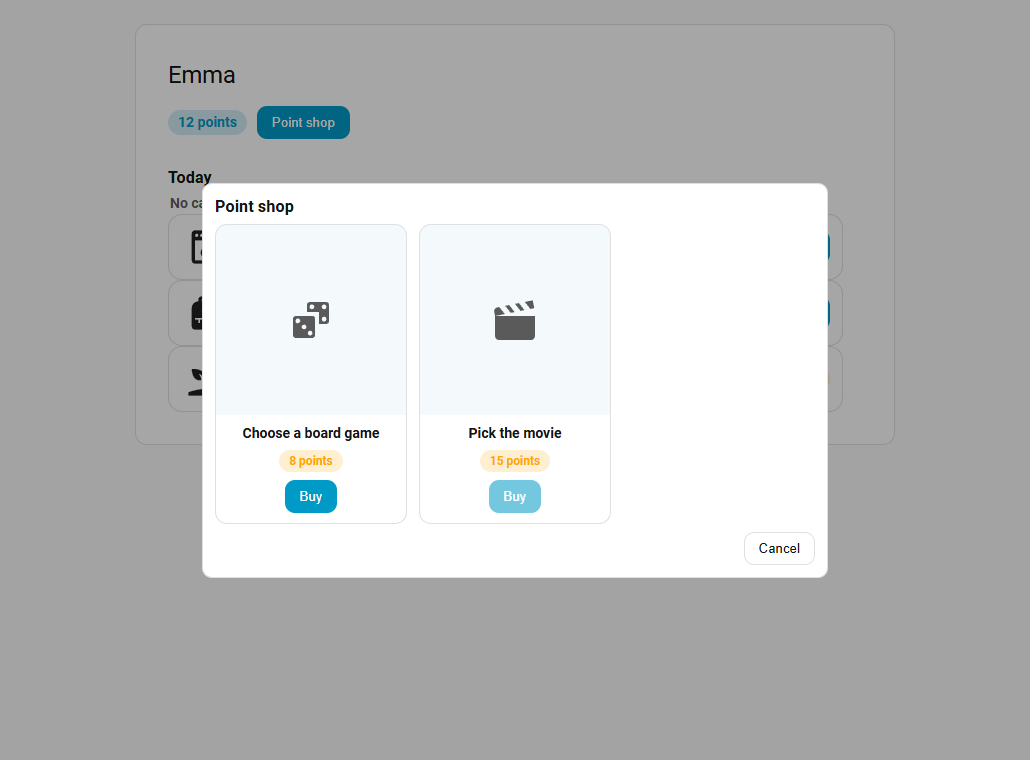 Emma
12 points
Point shop
Today
No
Point shop
Choose a board game
Pick the movie
8 points
15 points
Buy
Buy
Cancel